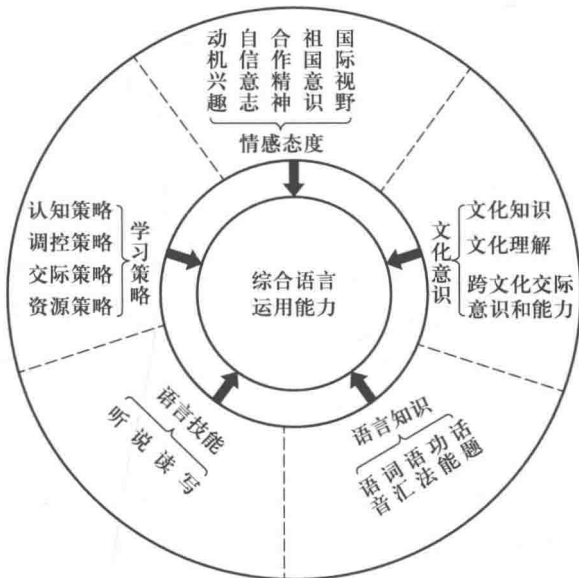 动机兴趣
自信意志
合作精神
祖国意识
国际视野
情感态度
认知策略
调控策略
交际策略
资源策略
学习策略
综合语言
运用能力
文化意识
文化知识
文化理解
跨文化交际
意识和能力
语言技能
听说读写
语言知识
语音
词汇
语法
功能
话题